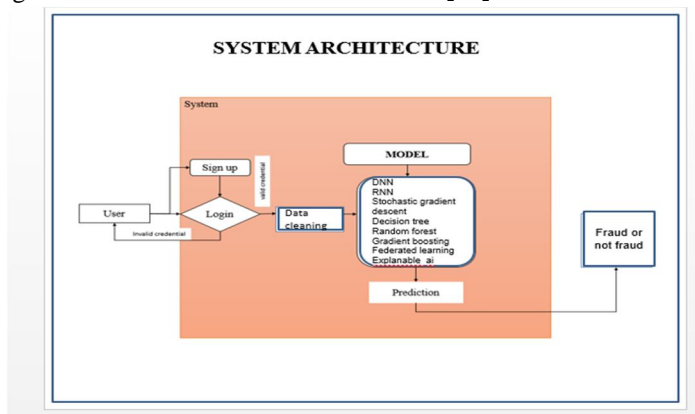 SYSTEM ARCHITECTURE
System
Sign up
valid credential
MODEL
User
Login
Data
cleaning
Invalid credential
DNN
RNN
Stochastic gradient
descent
Decision tree
Random forest
Gradient boosting
Federated learning
Explanable ai
Prediction
Fraud or
not fraud